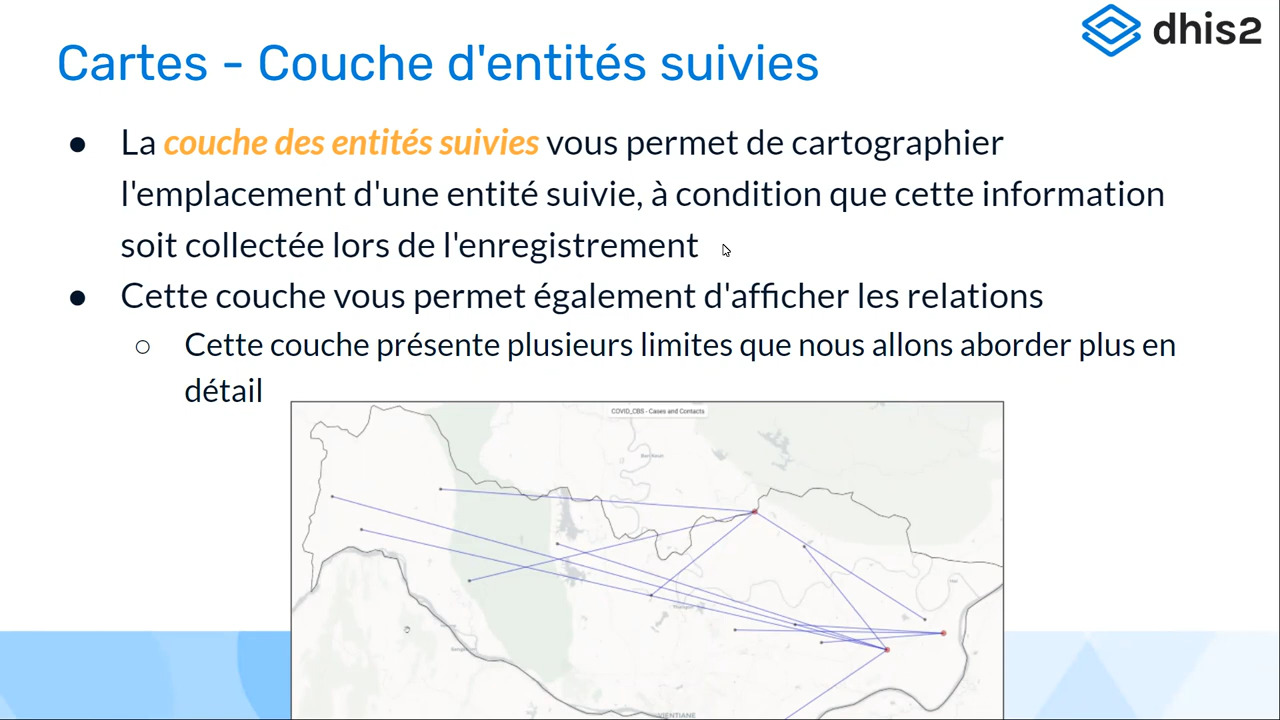 dhis2
Cartes - Couche d'entités suivies
● La couche des entités suivies vous permet de cartographier
l'emplacement d'une entité suivie, à condition que cette information
soit collectée lors de l'enregistrement
● Cette couche vous permet également d'afficher les relations
○ Cette couche présente plusieurs limites que nous allons aborder plus en
détail
COVID_CBS - Cases and Contacts
VIENTIANE